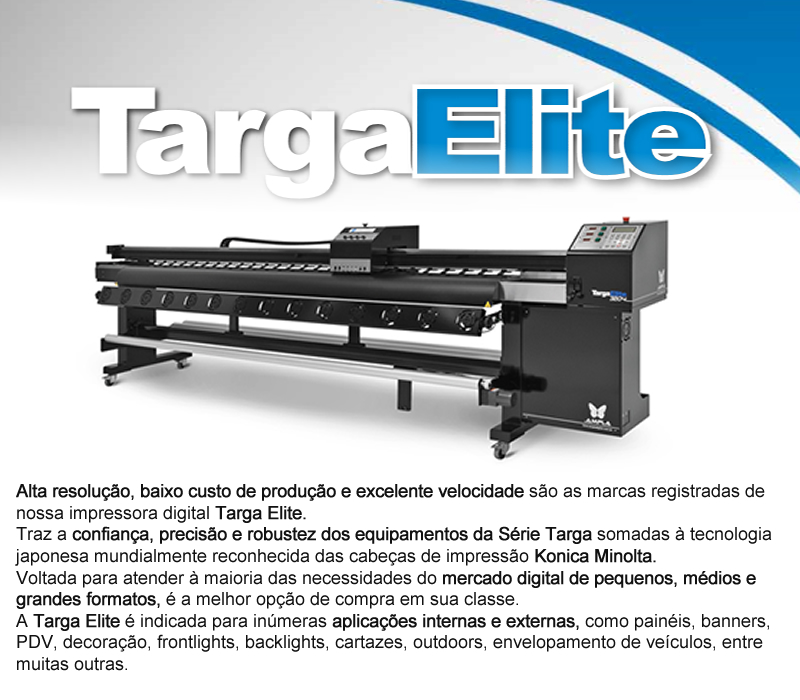 TargaElite
TargaElite
3204
AMPLA
Alta resolução, baixo custo de produção e excelente velocidade são as marcas registradas de
nossa impressora digital Targa Elite.
Traz a confiança, precisão e robustez dos equipamentos da Série Targa somadas à tecnologia
japonesa mundialmente reconhecida das cabeças de impressão Konica Minolta.
Voltada para atender à maioria das necessidades do mercado digital de pequenos, médios e
grandes formatos, é a melhor opção de compra em sua classe.
A Targa Elite é indicada para inúmeras aplicações internas e externas, como painéis, banners,
PDV, decoração, frontlights, backlights, cartazes, outdoors, envelopamento de veículos, entre
muitas outras.